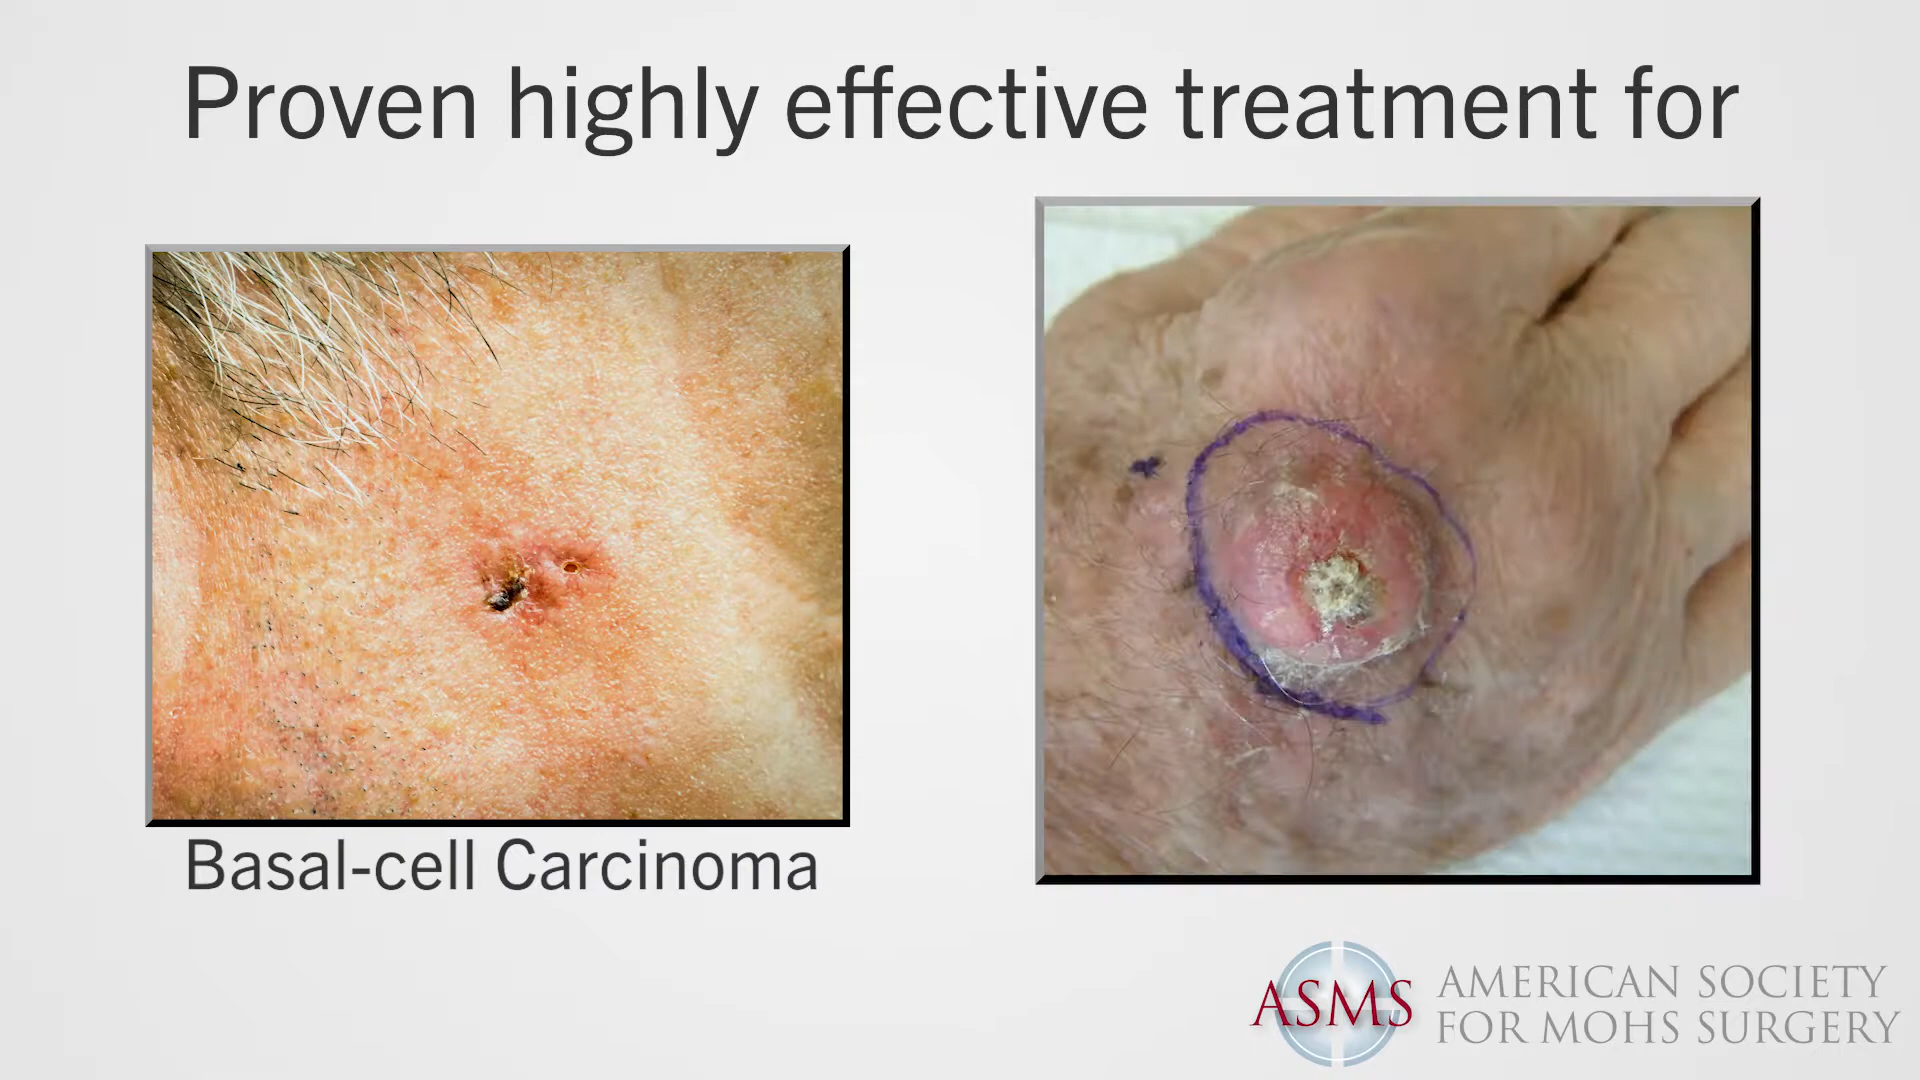 Proven highly effective treatment for
Basal-cell Carcinoma
ASMS
AMERICAN SOCIETY
FOR MOHS SURGERY